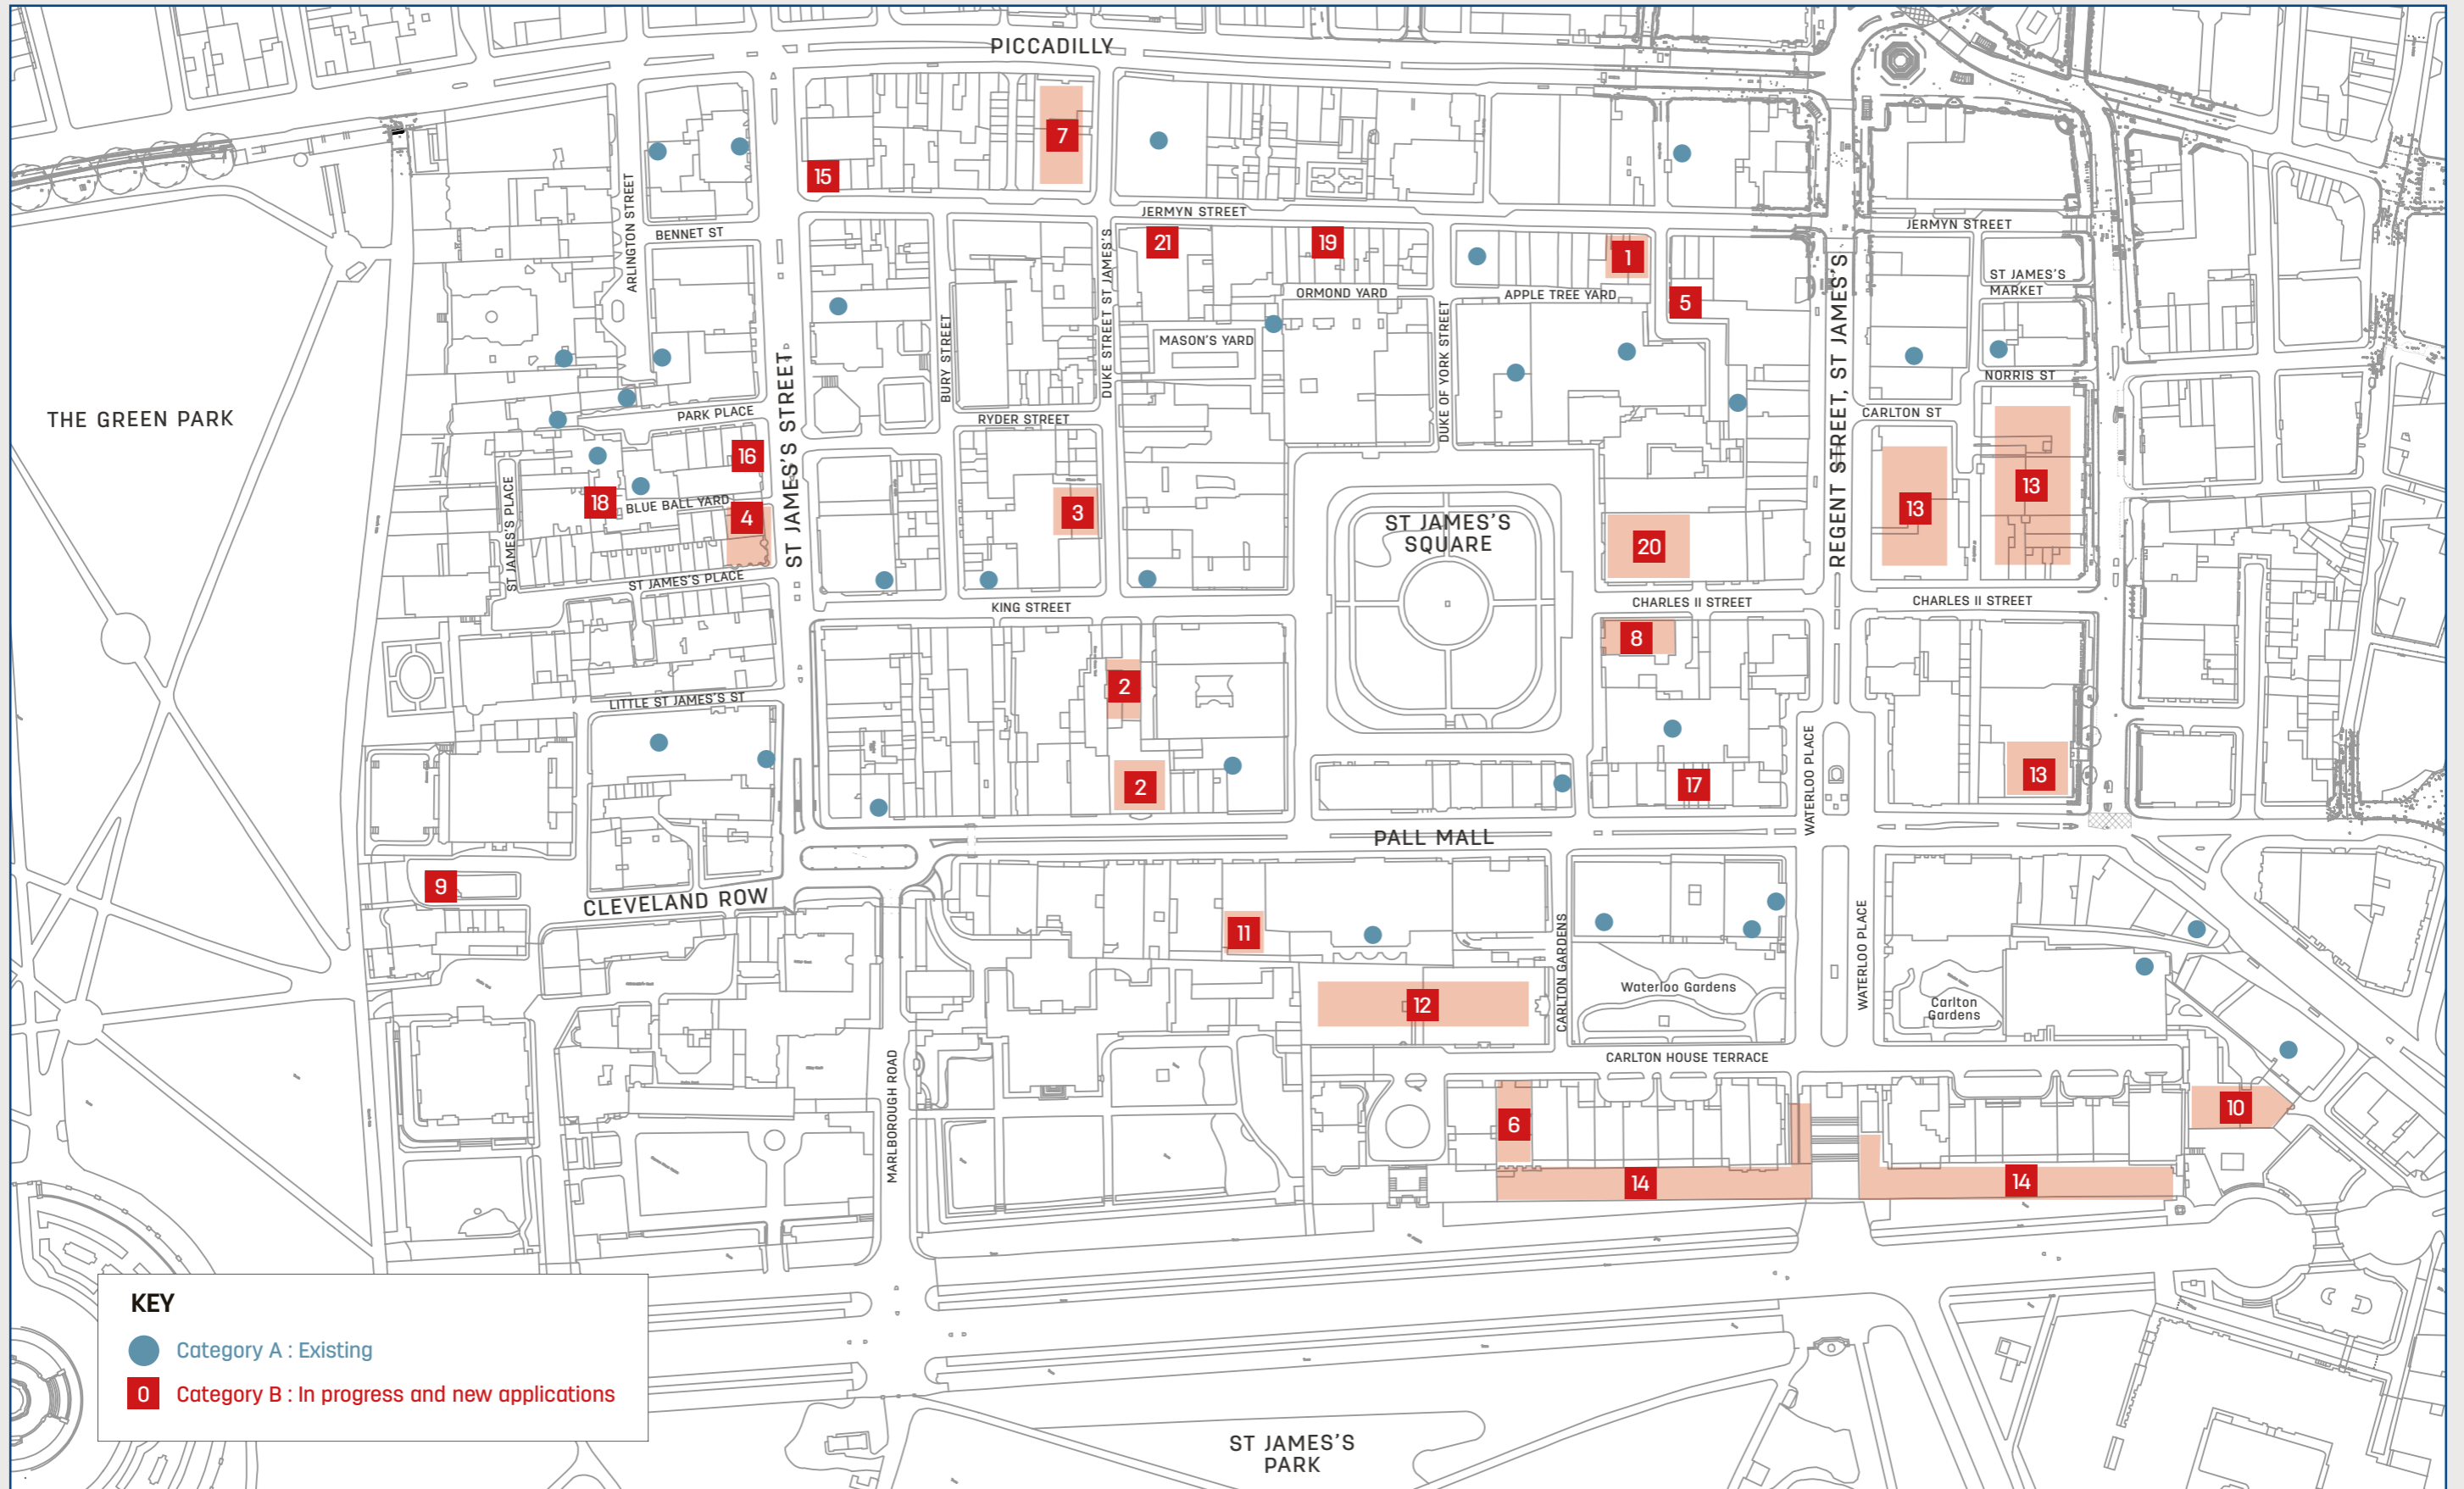 PICCADILLY
7
15
JERMYN STREET
ARLINGTON STREET
BENNET ST
21
19
1
JERMYN STREET
DUKE STREET ST JAMES'S
ORMOND YARD
APPLE TREE YARD
5
ST JAMES'S
MARKET
BURY STREET
MASON'S YARD
DUKE OF YORK STREET
REGENT STREET, ST JAMES'S
NORRIS ST
THE GREEN PARK
PARK PLACE
ST JAMES'S STREET
RYDER STREET
CARLTON ST
16
18
BLUE BALL YARD
4
ST JAMES'S PLACE
3
ST JAMES'S
SQUARE
20
13
13
ST JAMES'S PLACE
KING STREET
CHARLES II STREET
CHARLES II STREET
8
2
LITTLE ST JAMES'S ST
2
17
WATERLOO PLACE
13
PALL MALL
9
CLEVELAND ROW
11
CARLTON GARDENS
WATERLOO PLACE
Waterloo Gardens
12
Carlton
Gardens
MARLBOROUGH ROAD
CARLTON HOUSE TERRACE
6
10
14
14
KEY
Category A : Existing
0 Category B : In progress and new applications
ST JAMES'S
PARK